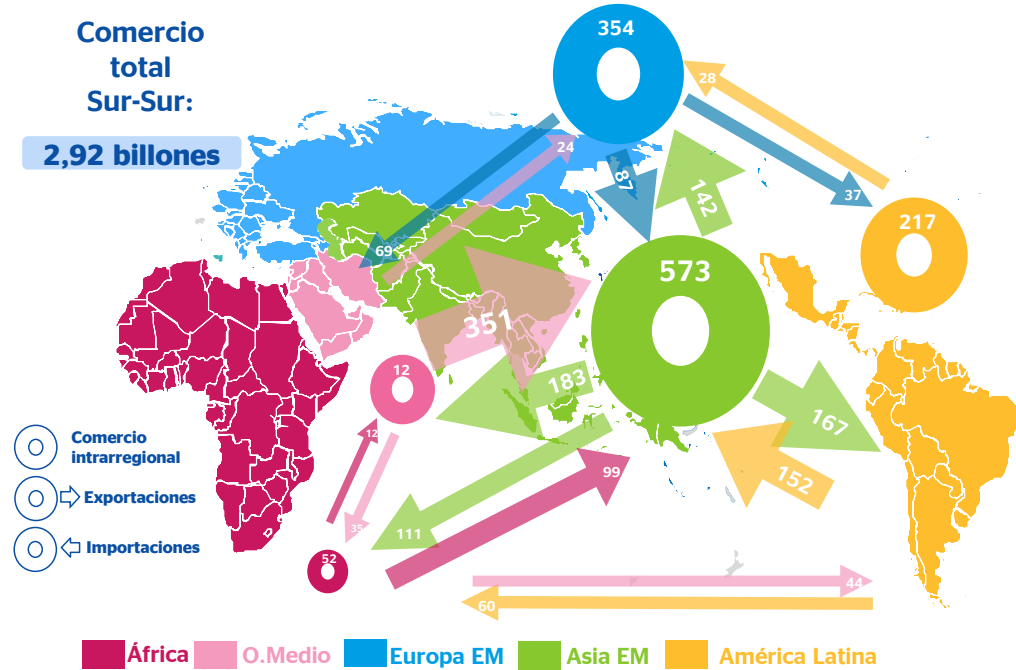 Comercio
total
Sur-Sur:
2,92 billones
354
28
24
87
37
142
69
217
573
351
12
183
167
12
99
152
35
111
52
44
60
Comercio
intrarregional
Exportaciones
Importaciones
África
O.Medio
Europa EM
Asia EM
América Latina